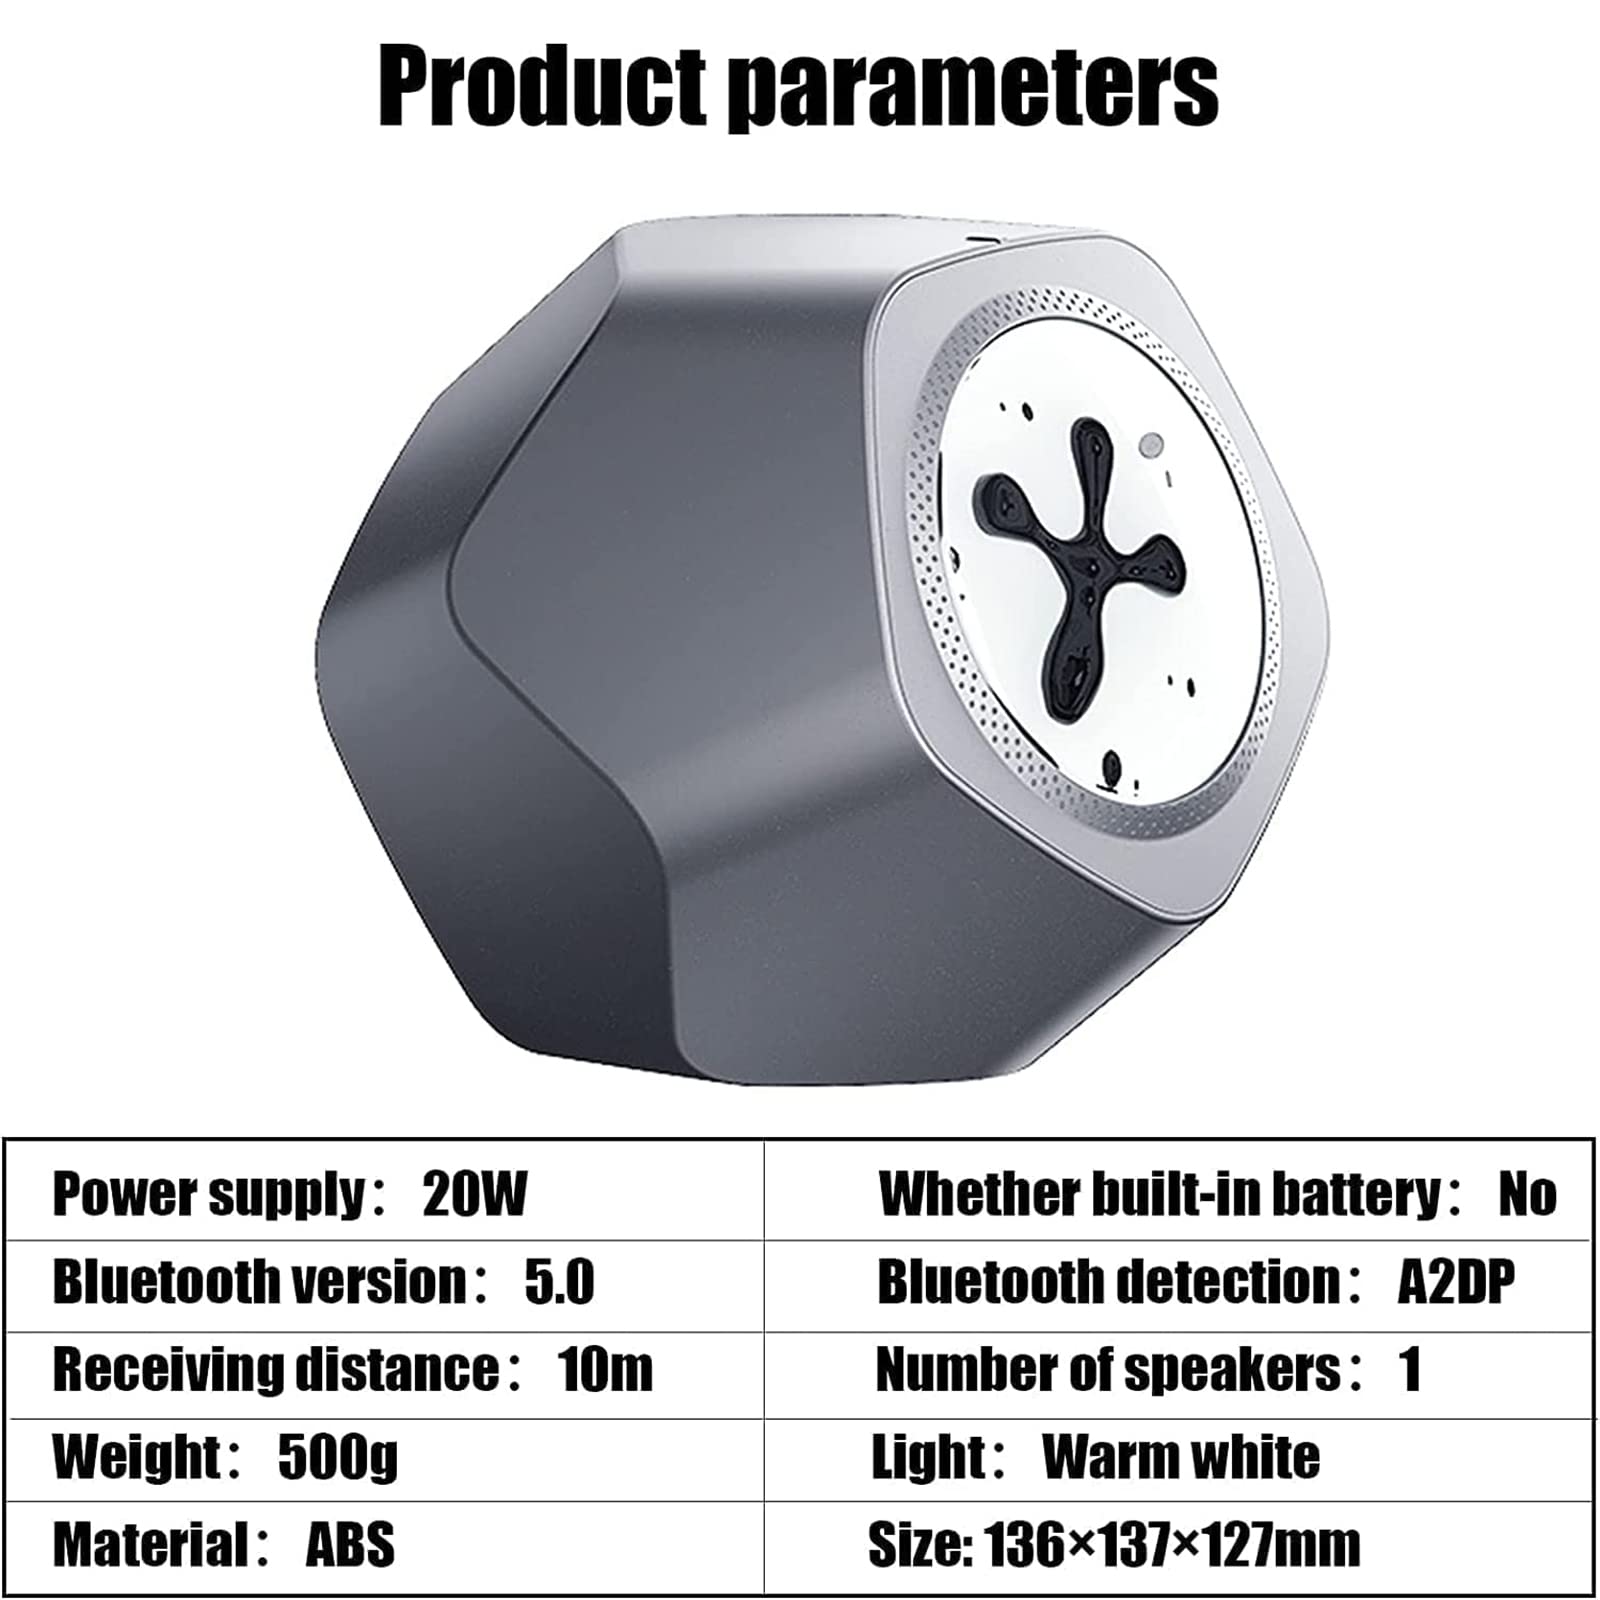 Product parameters
Power supply： 20W
Whether built-in battery： No
Bluetooth version： 5.0
Bluetooth detection： A2DP
Receiving distance： 10m
Number of speakers： 1
Weight： 500g
Light： Warm white
Material： ABS
Size: 136×137×127mm